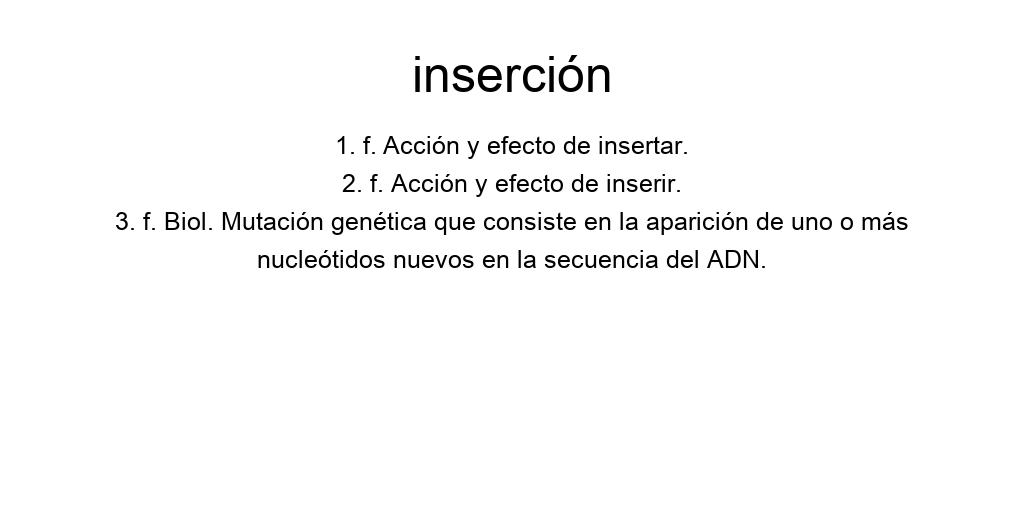 inserción
1. f. Acción y efecto de insertar.
2. f. Acción y efecto de inserir.
3. f. Biol. Mutación genética que consiste en la aparición de uno o más
nucleótidos nuevos en la secuencia del ADN.